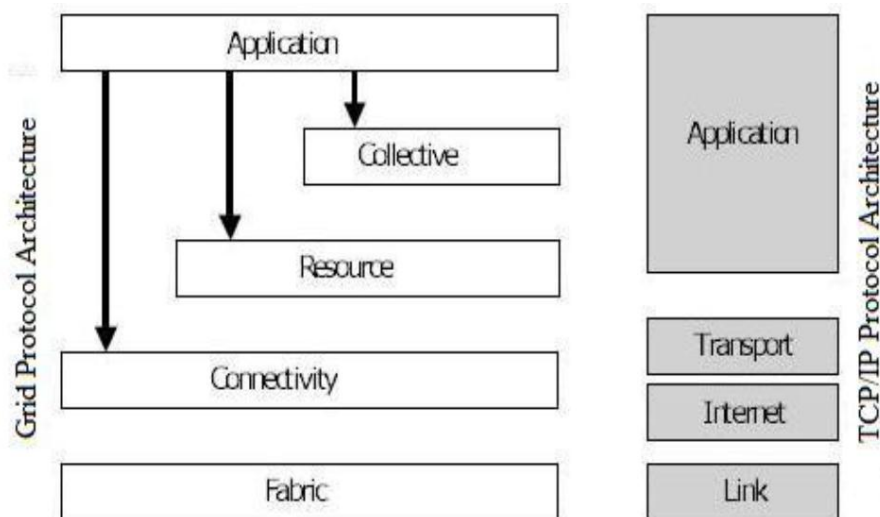 Grid Protocol Architecture
Application
Collective
Resource
Connectivity
Fabric
Application
Transport
Internet
Link
TCP/IP Protocol Architecture